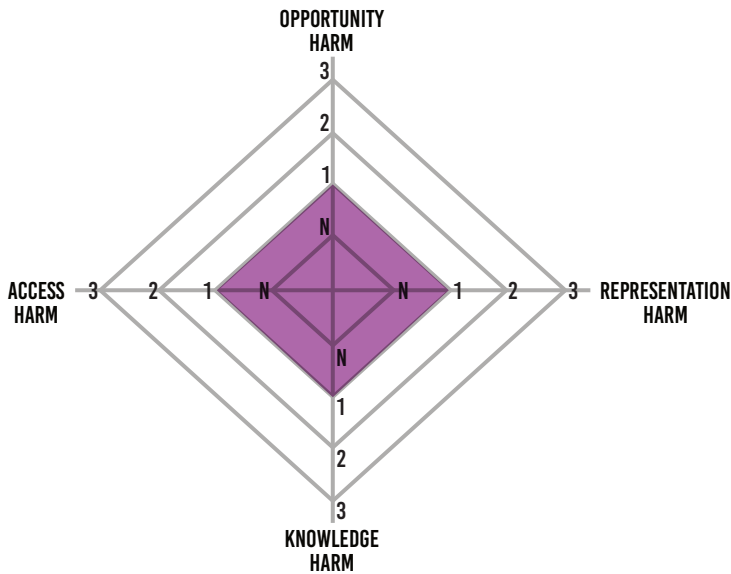 OPPORTUNITY
HARM
3
2
1
N
ACCESS
HARM
3
2
1
N
N
1
2
3
REPRESENTATION
HARM
N
1
2
3
KNOWLEDGE
HARM